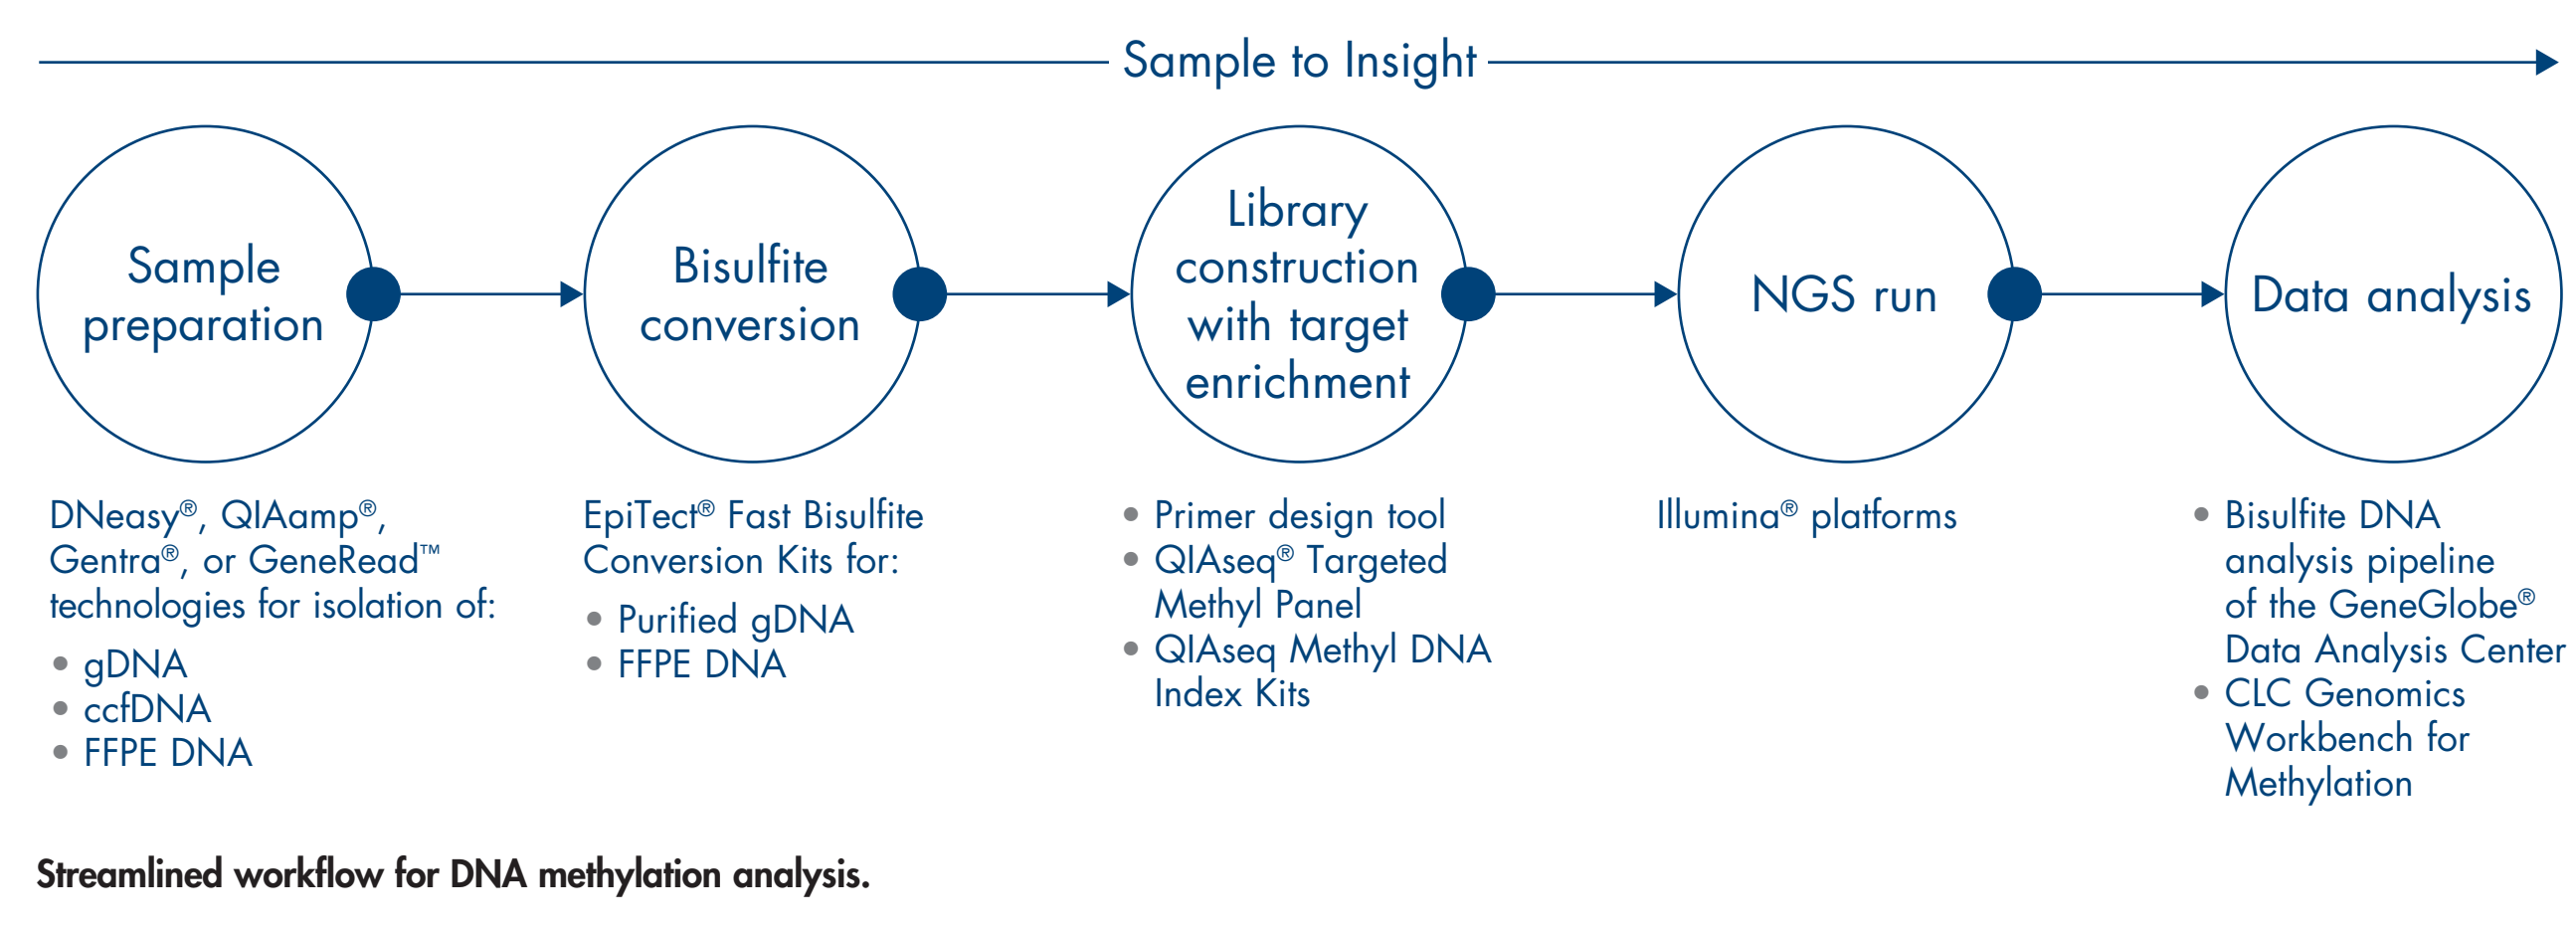 Sample to Insight
Sample
preparation
Bisulfite
conversion
Library
construction
with target
enrichment
NGS run
Data analysis
DNeasy®, QIAamp®,
Gentra®, or GeneRead™
technologies for isolation of:
• gDNA
• ccfDNA
• FFPE DNA
EpiTect® Fast Bisulfite
Conversion Kits for:
• Purified gDNA
• FFPE DNA
• Primer design tool
• QIAseq® Targeted
Methyl Panel
• QIAseq Methyl DNA
Index Kits
Illumina® platforms
• Bisulfite DNA
analysis pipeline
of the GeneGlobe®
Data Analysis Center
• CLC Genomics
Workbench for
Methylation
Streamlined workflow for DNA methylation analysis.